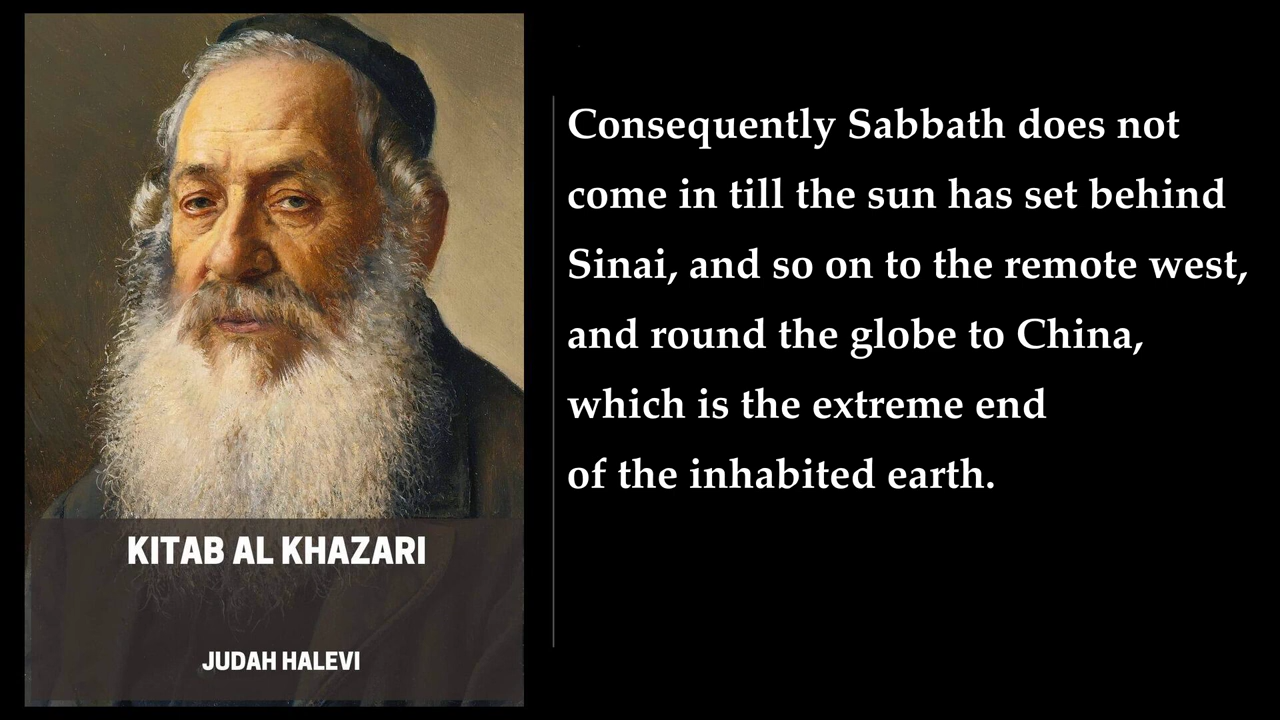 KITAB AL KHAZARI
JUDAH HALEVI
Consequently Sabbath does not
come in till the sun has set behind
Sinai, and so on to the remote west,
and round the globe to China,
which is the extreme end
of the inhabited earth.